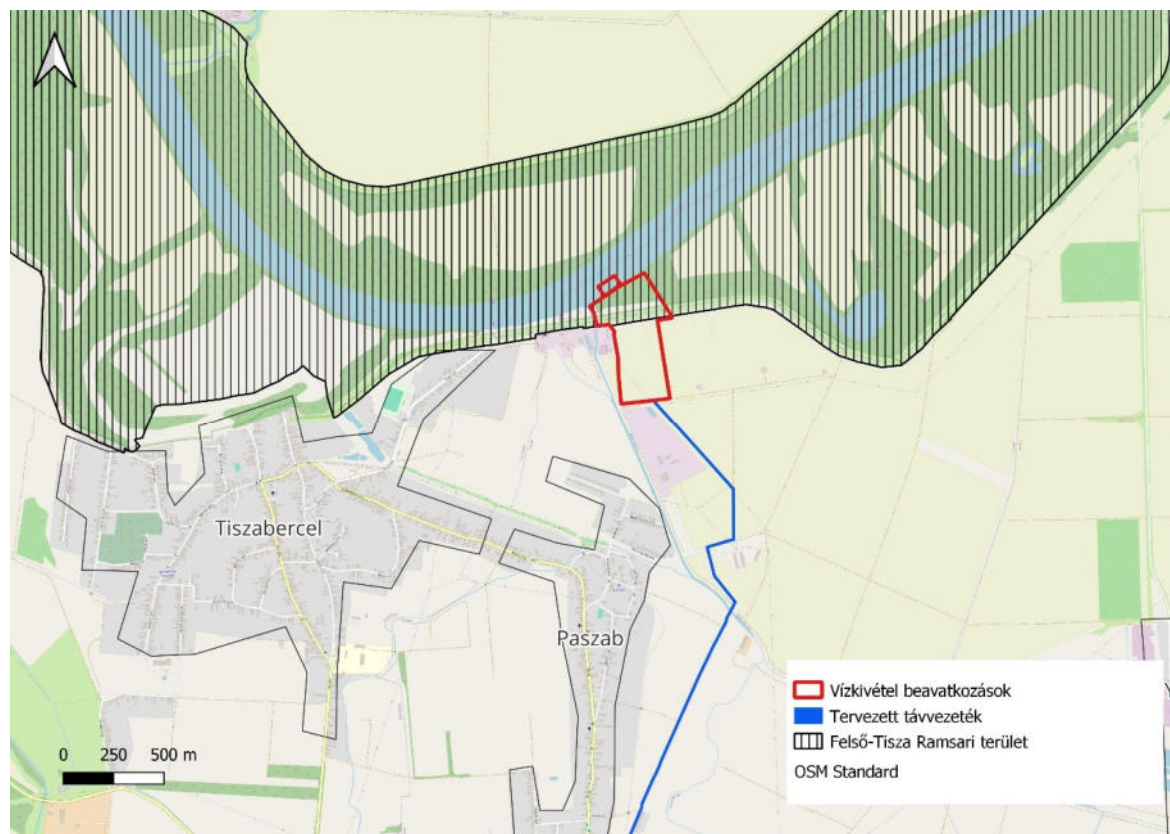 Tiszabercel
Paszab
0 250 500 m
Vízkivétel beavatkozások
Tervezett távvezeték
Felső-Tisza Ramsari terület
OSM Standard